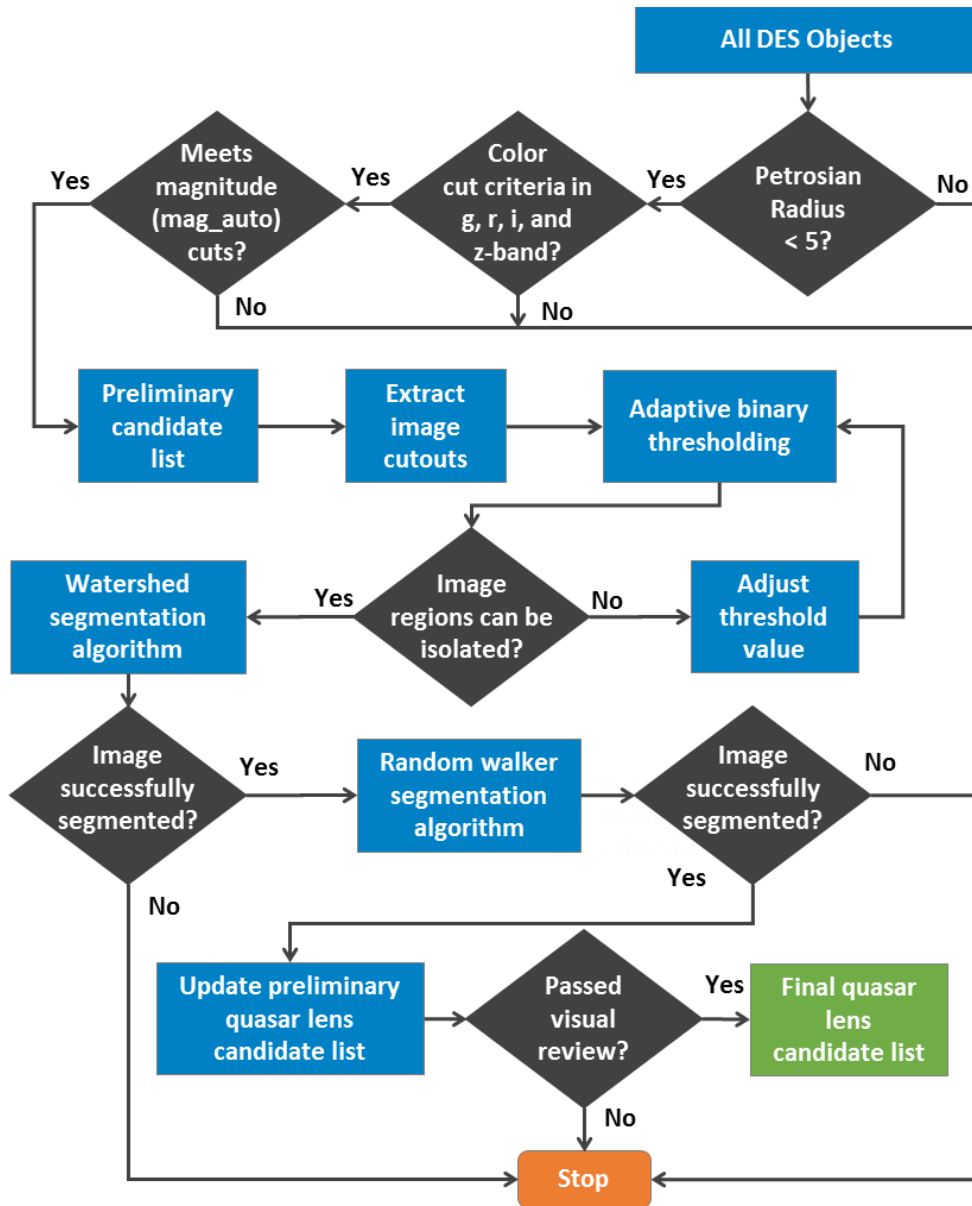 All DES Objects
Meets
magnitude
(mag_auto)
cuts?
Color
cut criteria in
g, r, i, and
z-band?
Petrosian
Radius
< 5?
Yes
Yes
Yes
No
No
No
Preliminary
candidate
list
Extract
image
cutouts
Adaptive binary
thresholding
Watershed
segmentation
algorithm
Yes
Image
regions can be
isolated?
No
Adjust
threshold
value
Image
successfully
segmented?
Yes
Random walker
segmentation
algorithm
Image
successfully
segmented?
No
Yes
No
Update preliminary
quasar lens
candidate list
Passed
visual
review?
Yes
Final quasar
lens
candidate list
No
Stop